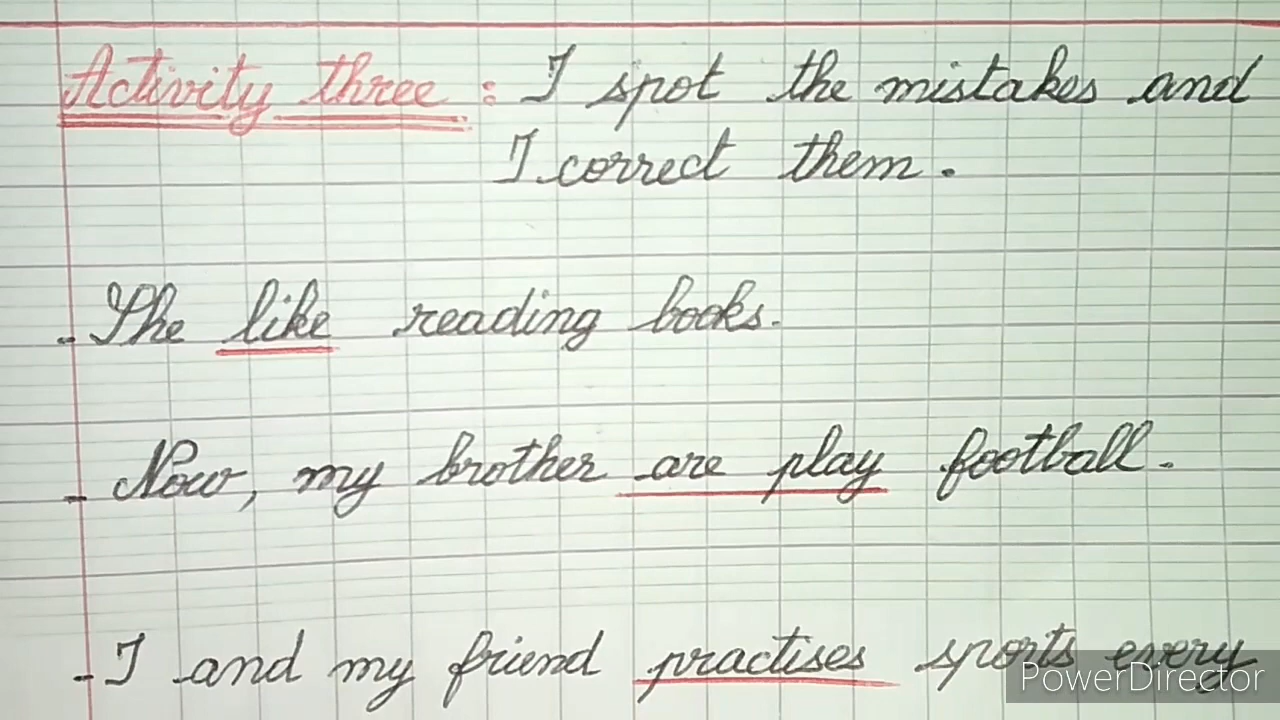 Activity three : I spot the mistakes and
I correct them.
- She like reading books.
- Now, my brother are play football.
- I and my friend practises sports every
PowerDirector